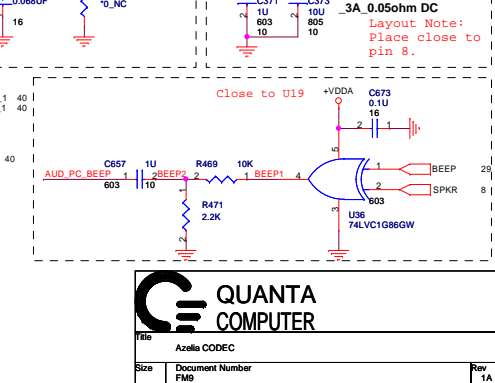 0.068UF
16
*0_NC
C371
1U
603
10
C373
10U
805
10
_3A_0.05ohm DC
Layout Note:
Place close to
pin 8.
Close to U19
+VDDA
C673
0.1U
16
2 1
603
5
_1 40
_1 40
40
AUD_PC_BEEP
C657 1U
1 2
603 10
BEEP2
R469 10K
2 1
BEEP1
4
1
2
3
BEEP 29
SPKR 8
R471
2.2K
1
2
U36
74LVC1G86GW
QUANTA
COMPUTER
Title
Azelia CODEC
Size
Document Number
FM9
Rev
1A